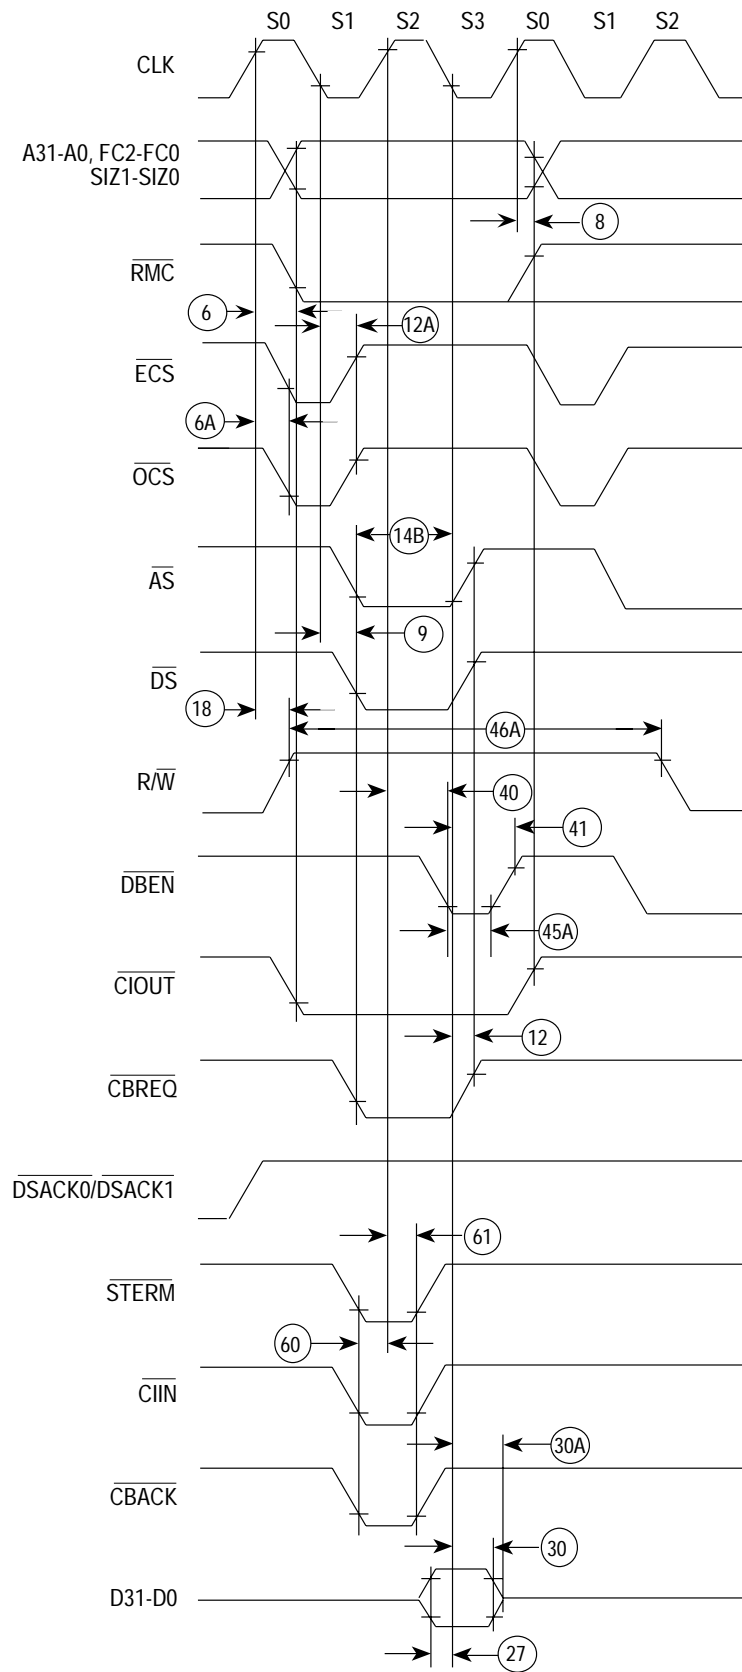 S0 S1 S2 S3 S0 S1 S2
CLK
A31-A0, FC2-FC0
SIZ1-SIZ0
8
RMC
6
12A
ECS
6A
OCS
14B
AS
9
DS
18
46A
R/W
40
41
DBEN
45A
CIOUT
12
CBREQ
DSACK0/DSACK1
61
STERM
60
CIIN
30A
CBACK
30
D31-D0
27